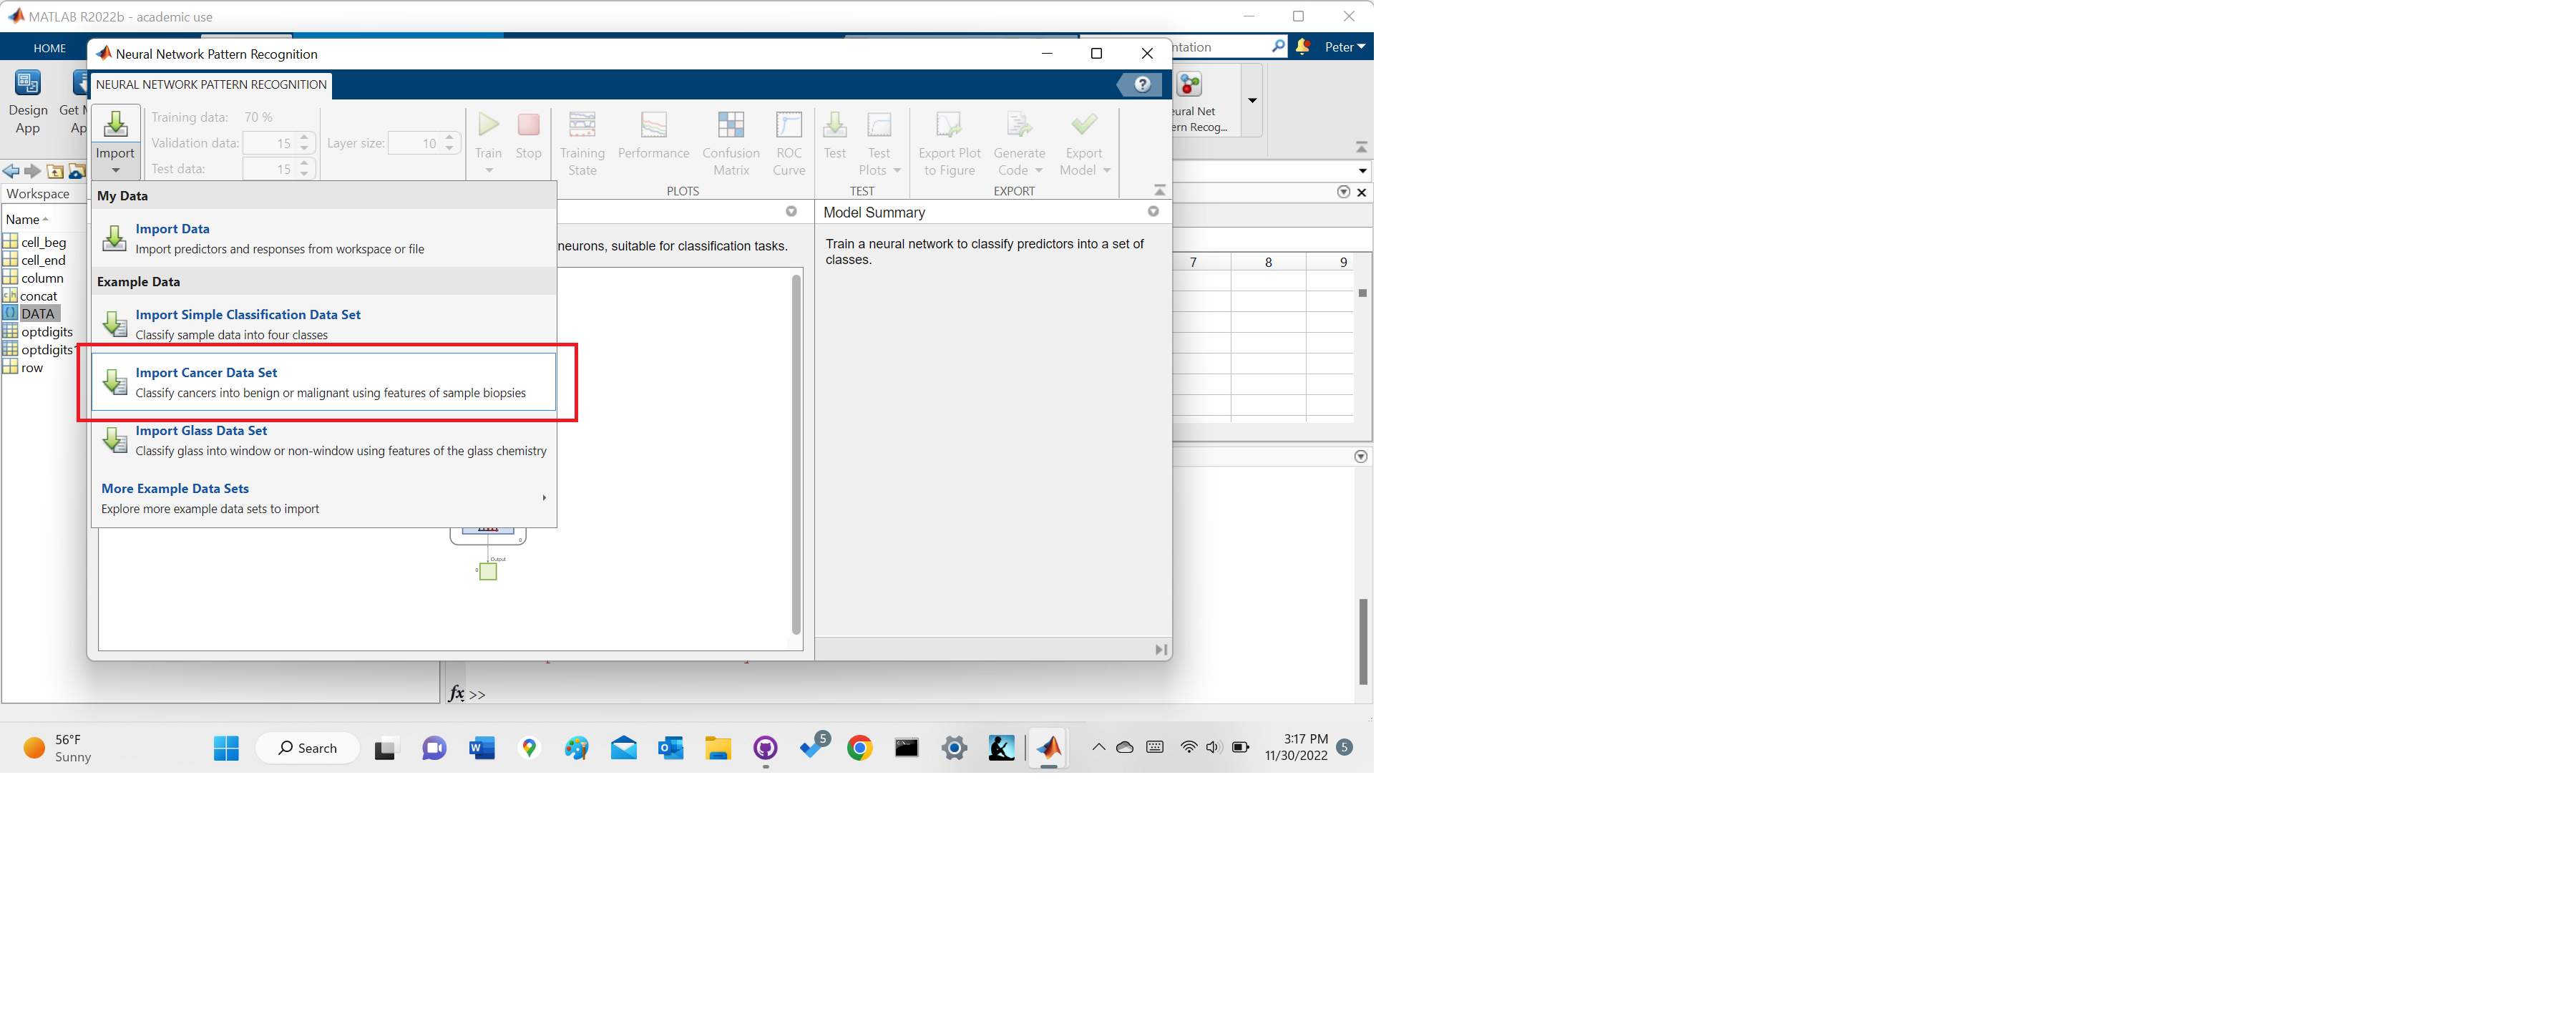 MATLAB R2022b - academic use
HOME
ntation
Peter
Neural Network Pattern Recognition
NEURAL NETWORK PATTERN RECOGNITION
?
Design
App
Get M
Ap
Import
Training data: 70 %
Validation data: 15
Test data: 15
Layer size: 10
Train
Stop
Training
State
Performance
Confusion
Matrix
ROC
Curve
PLOTS
Test
Test
Plots
TEST
Export Plot
to Figure
Generate
Code
Export
Model
EXPORT
eural Net
ern Recog...
Workspace
Name
cell_beg
cell_end
column
concat
DATA
optdigits
optdigits1
row
My Data
Import Data
Import predictors and responses from workspace or file
Example Data
Import Simple Classification Data Set
Classify sample data into four classes
Import Cancer Data Set
Classify cancers into benign or malignant using features of sample biopsies
Import Glass Data Set
Classify glass into window or non-window using features of the glass chemistry
More Example Data Sets
Explore more example data sets to import
neurons, suitable for classification tasks.
Output
0
0
Model Summary
Train a neural network to classify predictors into a set of
classes.
7 8 9
fx >>
56°F
Sunny
Search
5
3:17 PM
11/30/2022
5